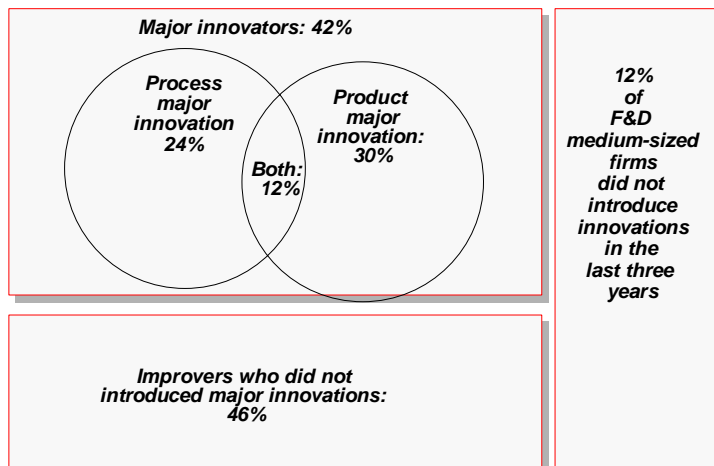 Major innovators: 42%
Process
major
innovation
24%
Product
major
innovation:
30%
Both:
12%
12%
of
F&D
medium-sized
firms
did not
introduce
innovations
in the
last three
years
Improvers who did not
introduced major innovations:
46%